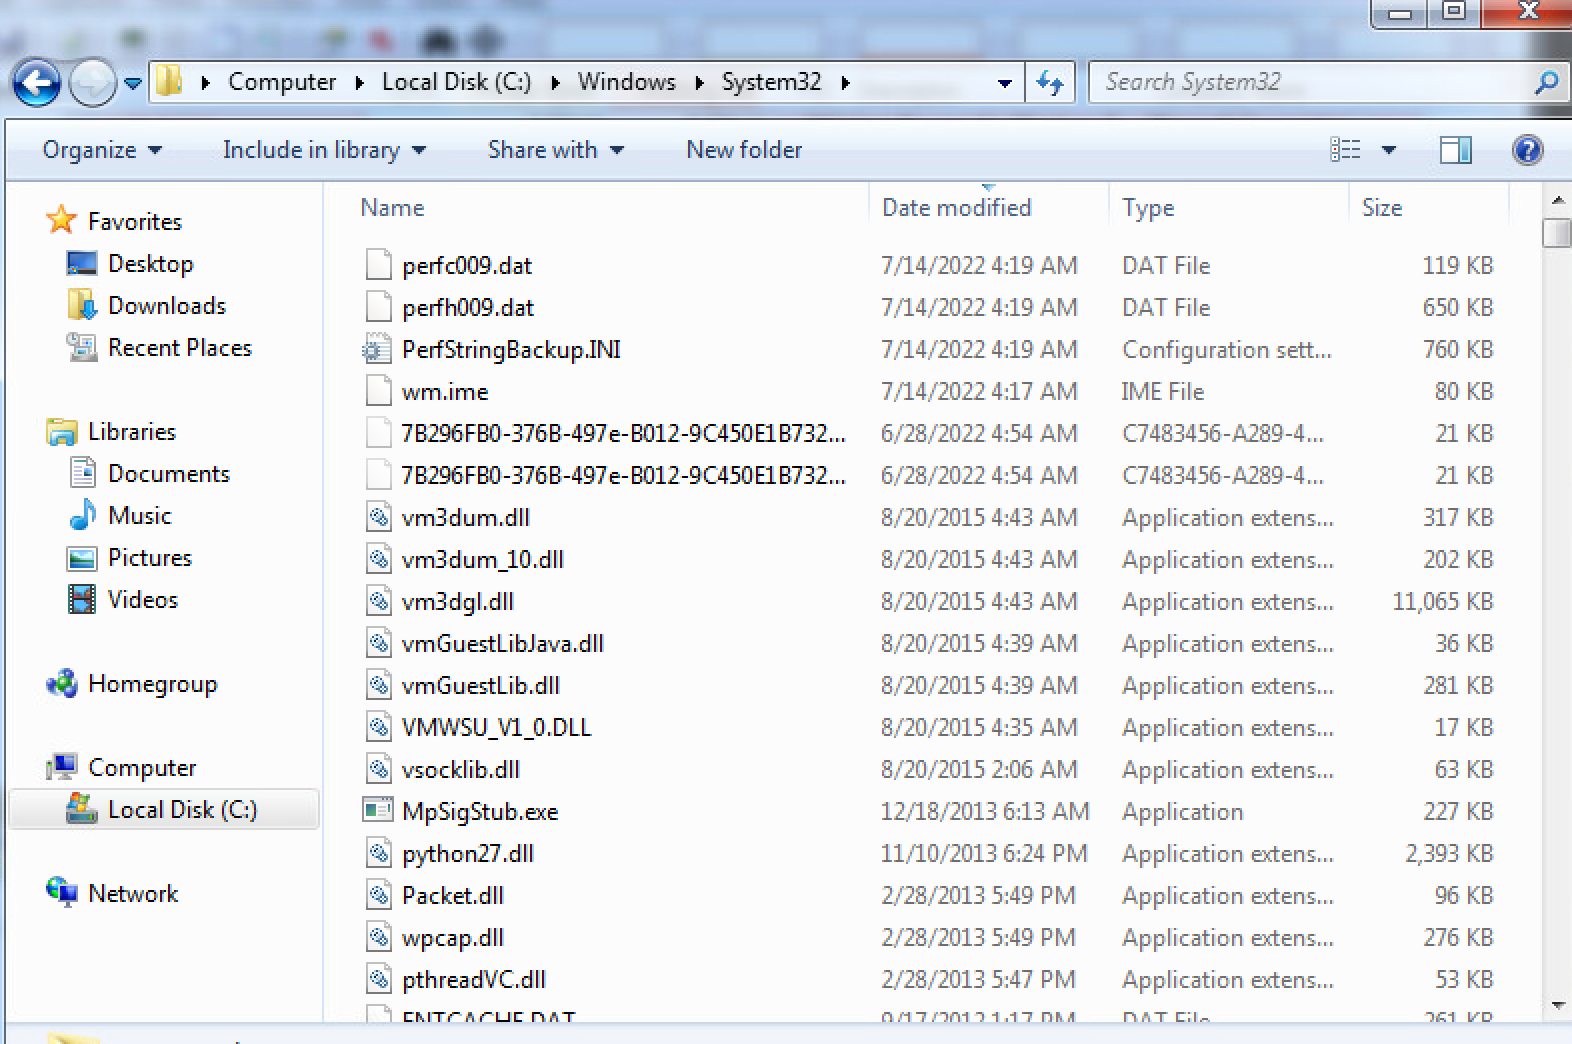 Computer Local Disk (C:) Windows System32 Search System32
Organize Include in library Share with New folder
Favorites
Desktop
Downloads
Recent Places
Libraries
Documents
Music
Pictures
Videos
Homegroup
Computer
Local Disk (C:)
Network
Name Date modified Type Size
perfc009.dat 7/14/2022 4:19 AM DAT File 119 KB
perfh009.dat 7/14/2022 4:19 AM DAT File 650 KB
PerfStringBackup.INI 7/14/2022 4:19 AM Configuration sett... 760 KB
wm.ime 7/14/2022 4:17 AM IME File 80 KB
7B296FB0-376B-497e-B012-9C450E1B732... 6/28/2022 4:54 AM C7483456-A289-4... 21 KB
7B296FB0-376B-497e-B012-9C450E1B732... 6/28/2022 4:54 AM C7483456-A289-4... 21 KB
vm3dum.dll 8/20/2015 4:43 AM Application extens... 317 KB
vm3dum_10.dll 8/20/2015 4:43 AM Application extens... 202 KB
vm3dgl.dll 8/20/2015 4:43 AM Application extens... 11,065 KB
vmGuestLibJava.dll 8/20/2015 4:39 AM Application extens... 36 KB
vmGuestLib.dll 8/20/2015 4:39 AM Application extens... 281 KB
VMWSU_V1_0.DLL 8/20/2015 4:35 AM Application extens... 17 KB
vsocklib.dll 8/20/2015 2:06 AM Application extens... 63 KB
MpSigStub.exe 12/18/2013 6:13 AM Application 227 KB
python27.dll 11/10/2013 6:24 PM Application extens... 2,393 KB
Packet.dll 2/28/2013 5:49 PM Application extens... 96 KB
wpcap.dll 2/28/2013 5:49 PM Application extens... 276 KB
pthreadVC.dll 2/28/2013 5:47 PM Application extens... 53 KB
FNTCACHE.DAT 9/17/2012 1:17 PM DAT File 261 KB